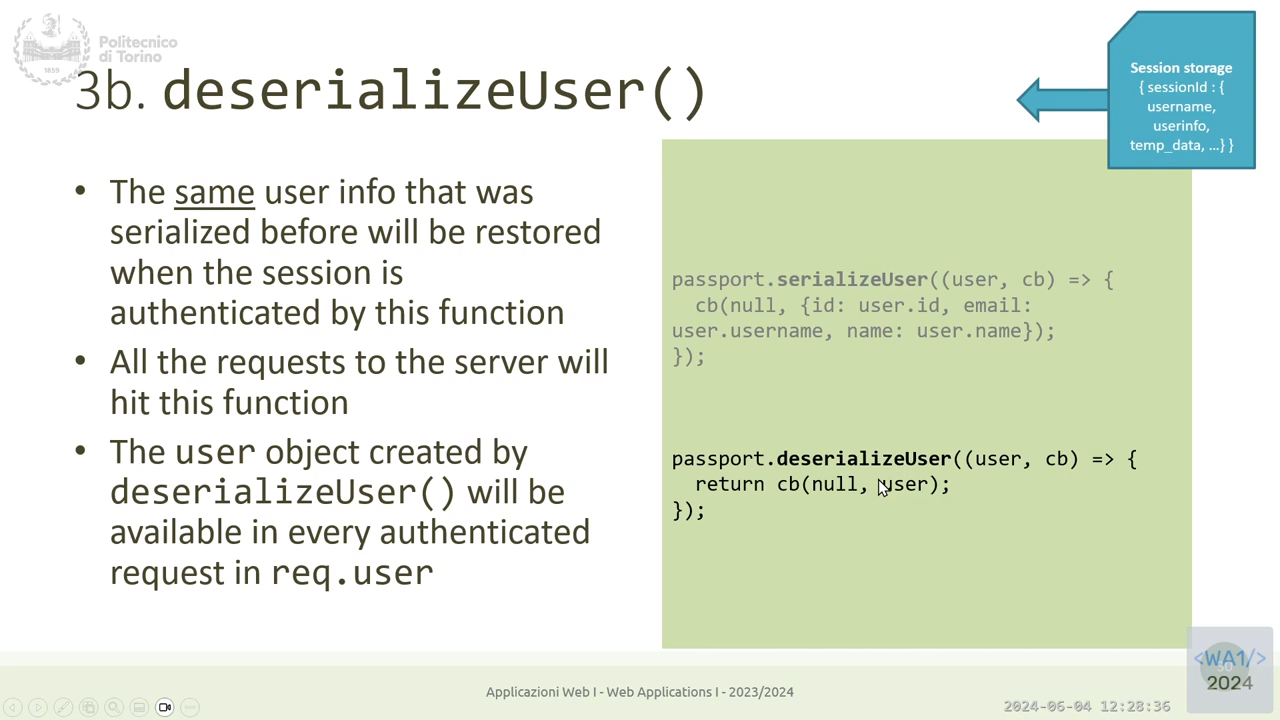 Politecnico
di Torino
1859
3b. deserializeUser()
Session storage
{ sessionId : {
username,
userinfo,
temp_data, …} }
• The same user info that was
serialized before will be restored
when the session is
authenticated by this function
• All the requests to the server will
hit this function
• The user object created by
deserializeUser() will be
available in every authenticated
request in req.user
passport.serializeUser((user, cb) => {
cb(null, {id: user.id, email:
user.username, name: user.name});
});
passport.deserializeUser((user, cb) => {
return cb(null, user);
});
Applicazioni Web I - Web Applications I - 2023/2024
2024-06-04 12:28:36
<WA1/>
2024